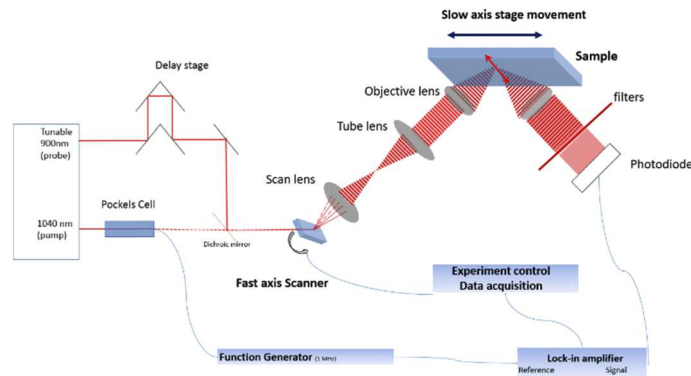 Slow axis stage movement
Sample
Delay stage
Objective lens
filters
Tunable
900nm
(probe)
Tube lens
Photodiode
Scan lens
Pockels Cell
1040 nm
(pump)
Dichroic mirror
Fast axis Scanner
Experiment control
Data acquisition
Function Generator (1 MHz)
Lock-in amplifier
Reference
Signal